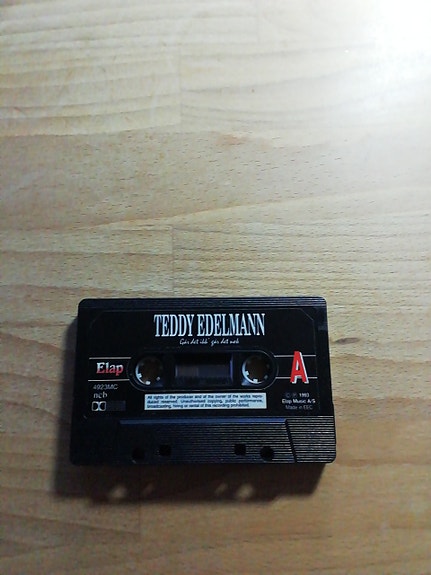 TEDDY EDELMANN
Går det ikk' går det nok
Elap
A
4923MC
ncb
All rights of the producer and of the owner of the works repro-
duced reserved. Unauthorised copying, public performance,
broadcasting, hiring or rental of this recording prohibited.
© ℗ 1993
Elap Music A/S
Made in EEC